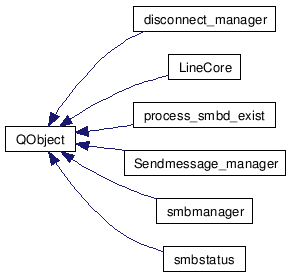 disconnect_manager
LineCore
process_smbd_exist
QObject
Sendmessage_manager
smbmanager
smbstatus